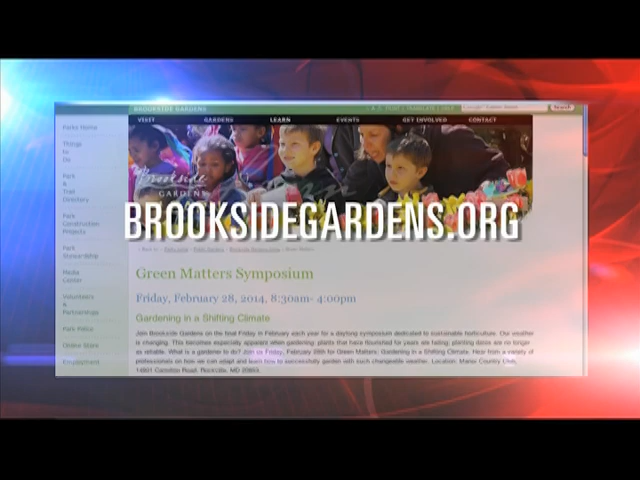 BROOKSIDE GARDENS
Search
VISIT GARDENS LEARN EVENTS GET INVOLVED CONTACT
Brookside
GARDENS
BROOKSIDEGARDENS.ORG
Parks Home
Things
to
Do
Park
&
Trail
Directory
Park
Construction
Projects
Park
Stewardship
Media
Center
Volunteers
&
Partnerships
Park Police
Online Store
Employment
Green Matters Symposium
Friday, February 28, 2014, 8:30am- 4:00pm
Gardening in a Shifting Climate
Join Brookside Gardens on the final Friday in February each year for a daylong symposium dedicated to sustainable horticulture. Our weather
is changing. This becomes especially apparent when gardening: plants that have flourished for years are failing; planting dates are no longer
as reliable. What is a gardener to do? Join us Friday, February 28th for Green Matters: Gardening in a Shifting Climate. Hear from a variety of
professionals on how we can adapt and learn how to successfully garden with such changeable weather. Location: Manor Country Club,
Road, Rockville, MD 20853.